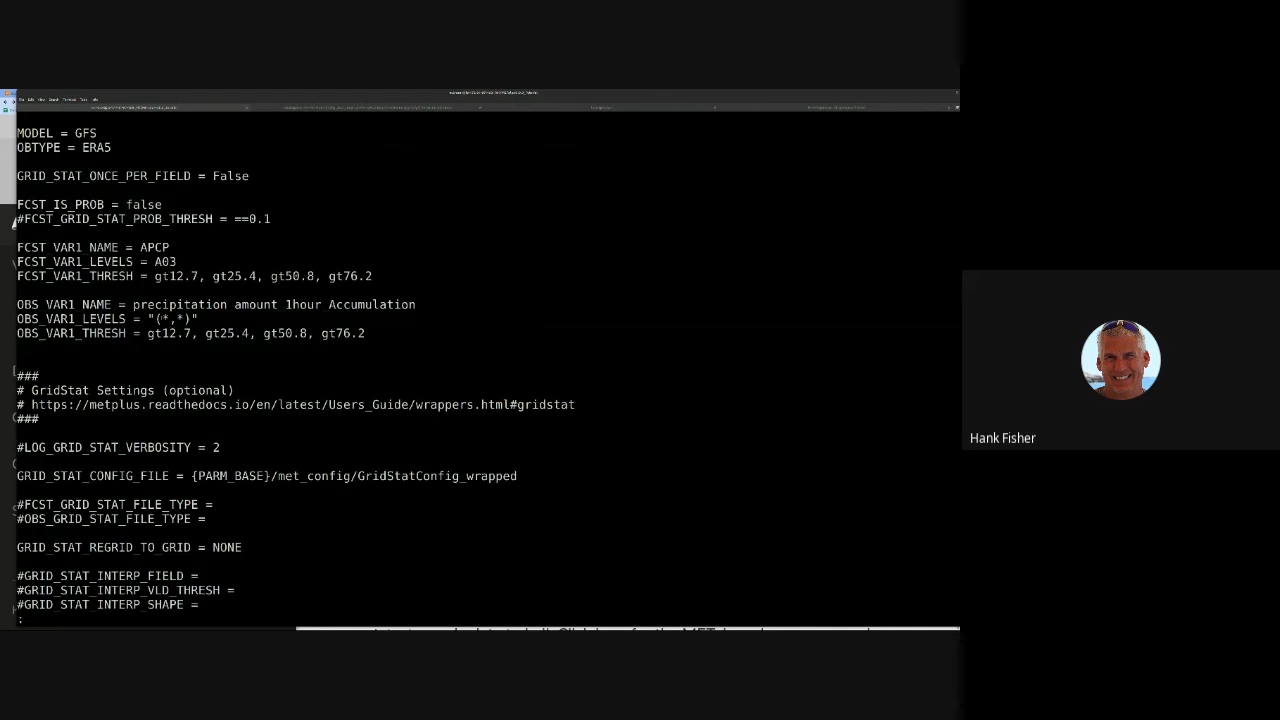 MODEL = GFS
OBTYPE = ERA5
GRID_STAT_ONCE_PER_FIELD = False
FCST_IS_PROB = false
#FCST_GRID_STAT_PROB_THRESH = ==0.1
FCST_VAR1_NAME = APCP
FCST_VAR1_LEVELS = A03
FCST_VAR1_THRESH = gt12.7, gt25.4, gt50.8, gt76.2
OBS_VAR1_NAME = precipitation_amount_1hour_Accumulation
OBS_VAR1_LEVELS = "(*,*)"
OBS_VAR1_THRESH = gt12.7, gt25.4, gt50.8, gt76.2
###
# GridStat Settings (optional)
# https://metplus.readthedocs.io/en/latest/Users_Guide/wrappers.html#gridstat
###
#LOG_GRID_STAT_VERBOSITY = 2
GRID_STAT_CONFIG_FILE = {PARM_BASE}/met_config/GridStatConfig_wrapped
#FCST_GRID_STAT_FILE_TYPE =
#OBS_GRID_STAT_FILE_TYPE =
GRID_STAT_REGRID_TO_GRID = NONE
#GRID_STAT_INTERP_FIELD =
#GRID_STAT_INTERP_VLD_THRESH =
#GRID_STAT_INTERP_SHAPE =
:
Hank Fisher